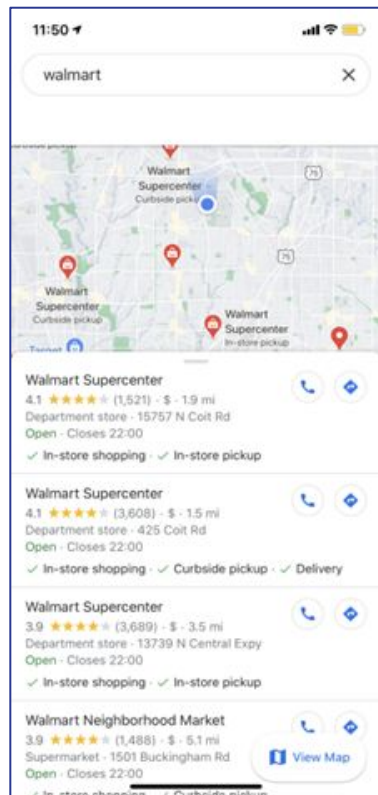 11:50
walmart
Walmart
Supercenter
Curbside pickup
75
75
Walmart
Supercenter
Curbside pickup
Walmart
Supercenter
In-store pickup
Target
Walmart Supercenter
4.1 ★★★★★ (1,521) · $ · 1.9 mi
Department store · 15757 N Coit Rd
Open · Closes 22:00
✓ In-store shopping · ✓ In-store pickup
Walmart Supercenter
4.1 ★★★★★ (3,608) · $ · 1.5 mi
Department store · 425 Coit Rd
Open · Closes 22:00
✓ In-store shopping · ✓ Curbside pickup · ✓ Delivery
Walmart Supercenter
3.9 ★★★★★ (3,689) · $ · 3.5 mi
Department store · 13739 N Central Expy
Open · Closes 22:00
✓ In-store shopping · ✓ In-store pickup
Walmart Neighborhood Market
3.9 ★★★★★ (1,488) · $ · 5.1 mi
Supermarket · 1501 Buckingham Rd
View Map
Open · Closes 22:00